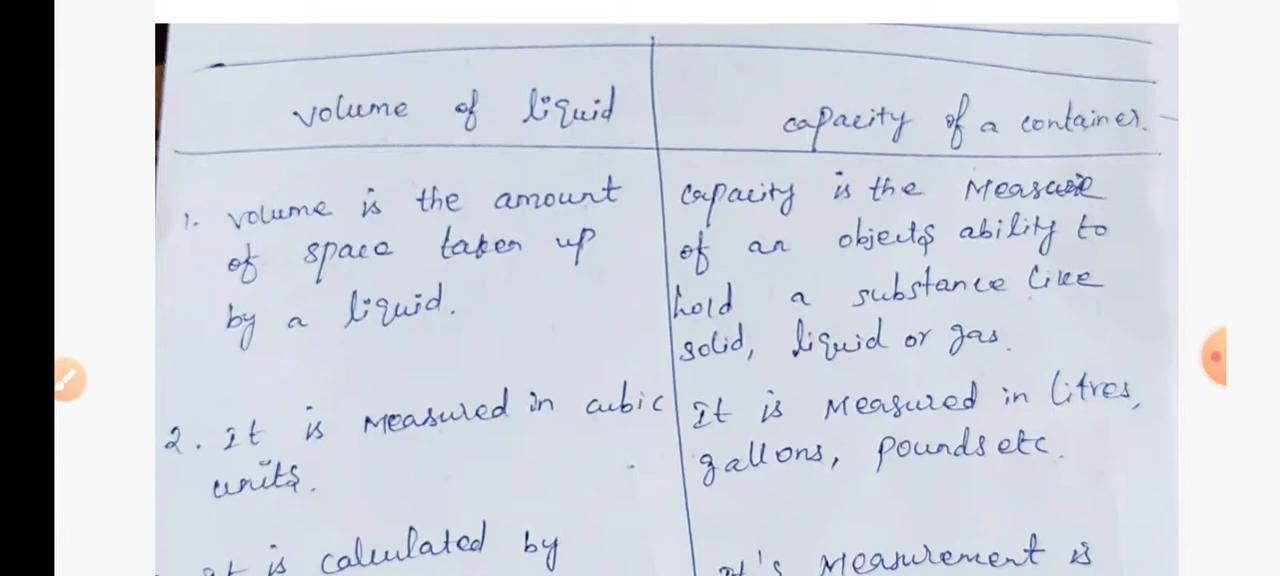 volume of liquid
capacity of a container.
1. volume is the amount
of space taken up
by a liquid.
capacity is the Measure
of an objects ability to
hold a substance like
solid, liquid or gas.
2. It is Measured in cubic
units.
It is Measured in litres,
gallons, pounds etc.
It is calculated by
It's Measurement is